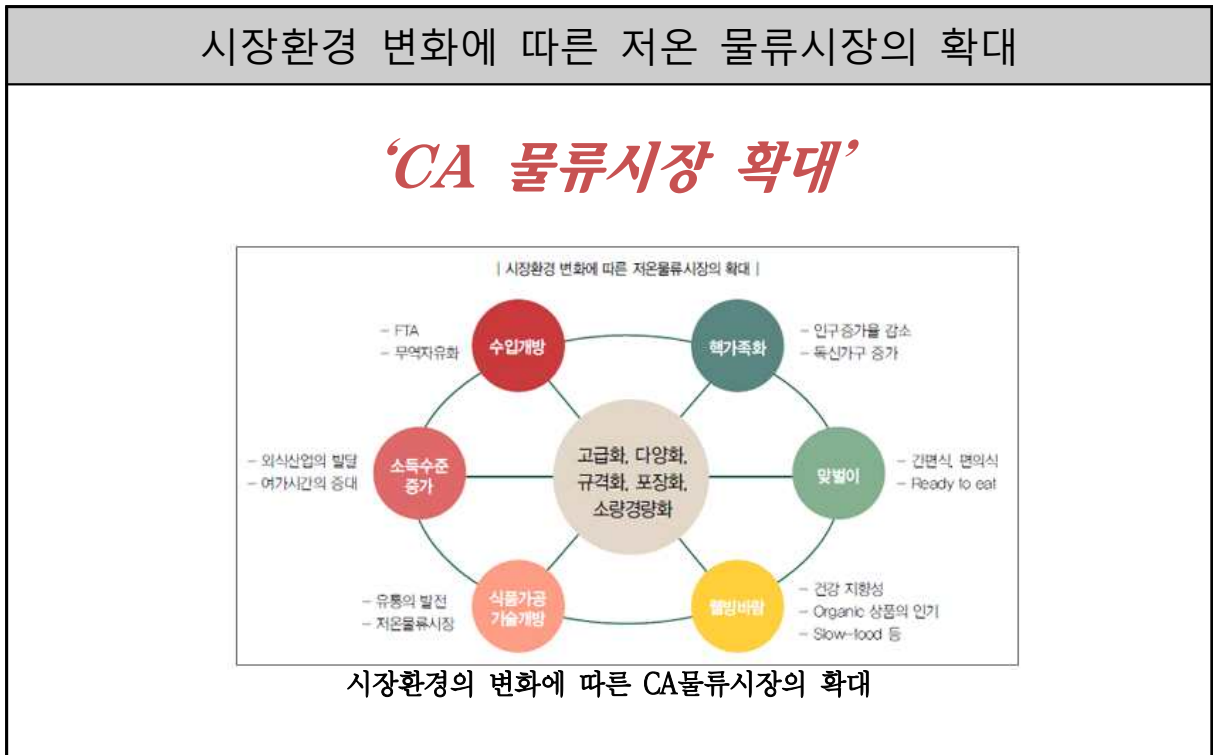 시장환경 변화에 따른 저온 물류시장의 확대
‘CA 물류시장 확대’
| 시장환경 변화에 따른 저온물류시장의 확대 |
- FTA
- 무역자유화
수입개방
핵가족화
- 인구증가율 감소
- 독신가구 증가
- 외식산업의 발달
- 여가시간의 증대
소득수준
증가
고급화, 다양화,
규격화, 포장화,
소량경량화
맞벌이
- 간편식, 편의식
- Ready to eat
- 유통의 발전
- 저온물류시장
식품가공
기술개방
웰빙바람
- 건강 지향성
- Organic 상품의 인기
- Slow-food 등
시장환경의 변화에 따른 CA물류시장의 확대